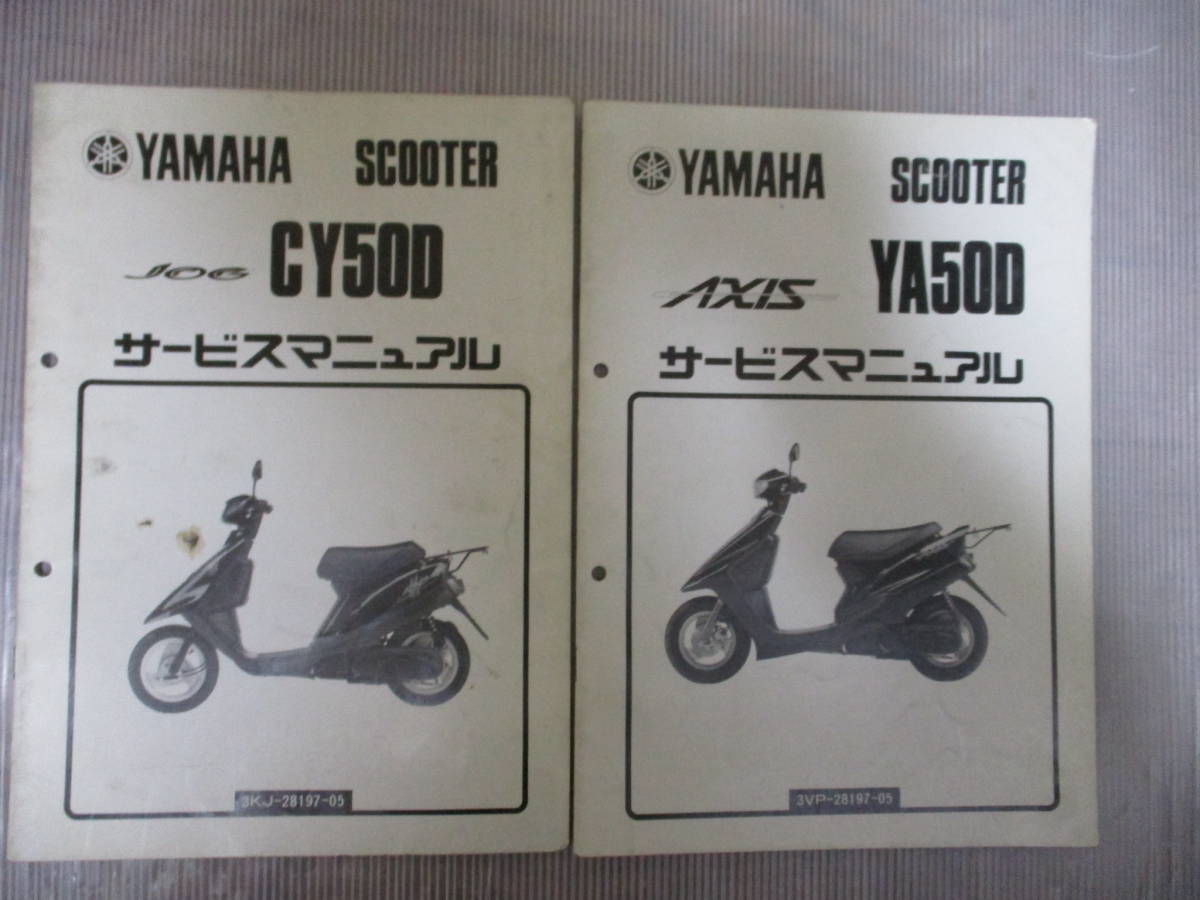 YAMAHA SCOOTER
JOG CY50D
サービスマニュアル
3KJ-28197-05
YAMAHA SCOOTER
AXIS YA50D
サービスマニュアル
3VP-28197-05